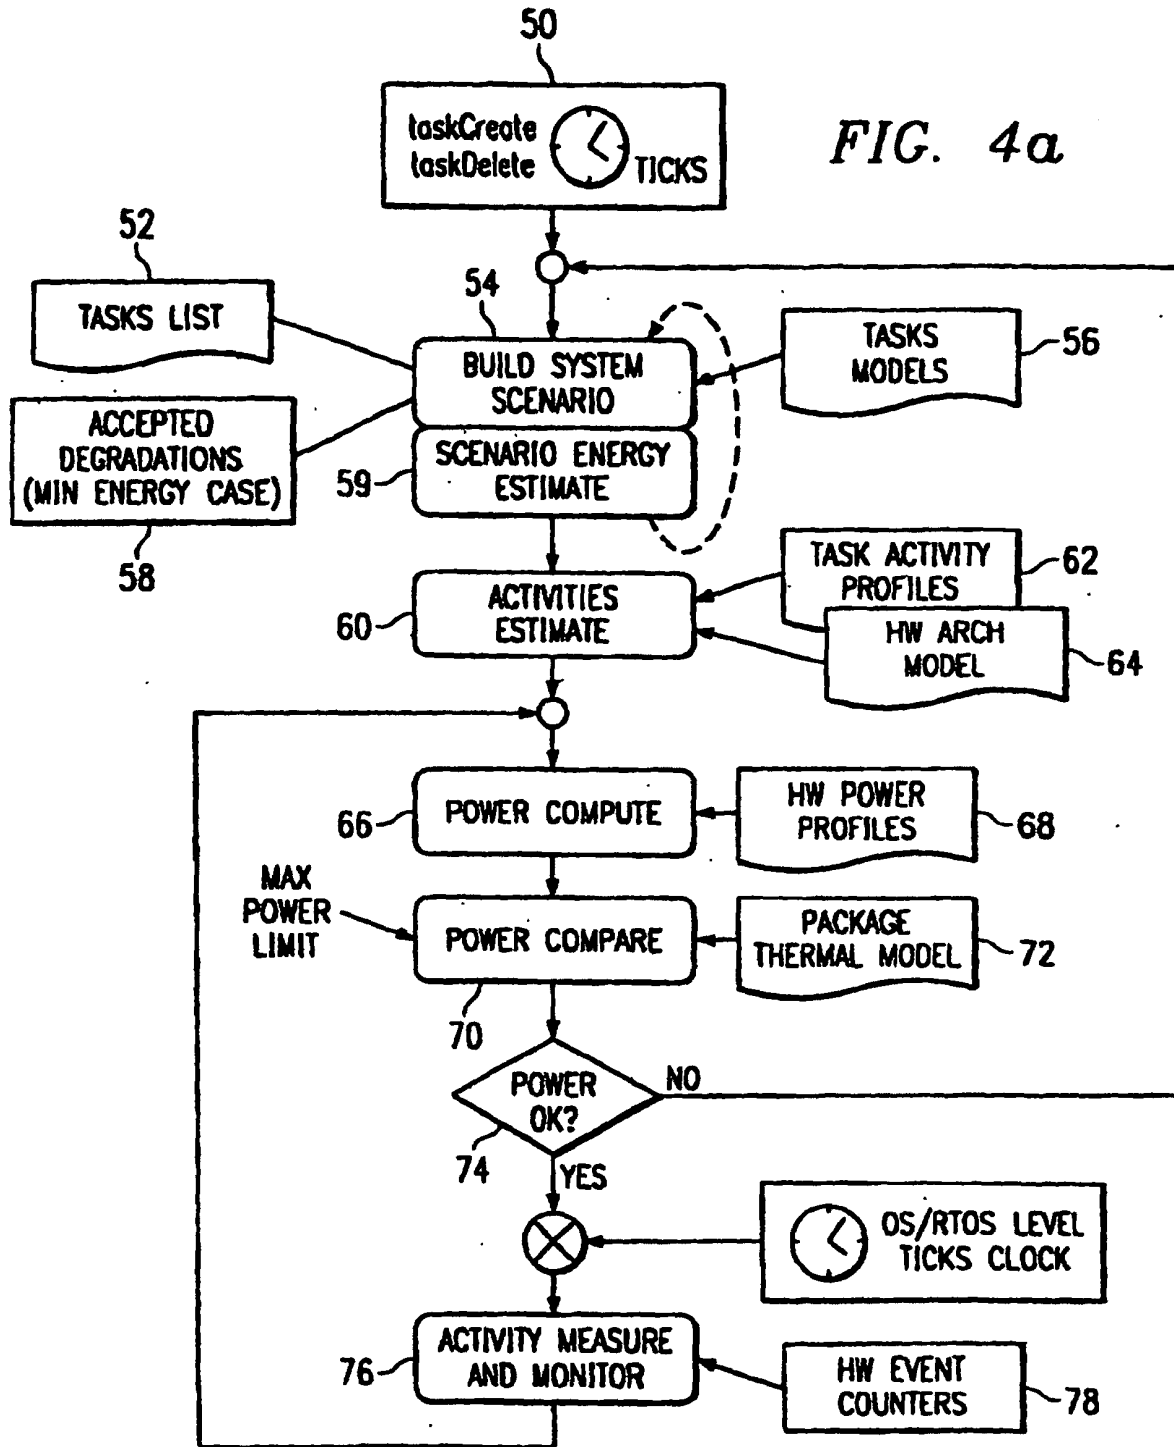 50
taskCreate
taskDelete
TICKS
FIG. 4a
52
TASKS LIST
54
BUILD SYSTEM
SCENARIO
TASKS
MODELS
56
ACCEPTED
DEGRADATIONS
(MIN ENERGY CASE)
58
59
SCENARIO ENERGY
ESTIMATE
60
ACTIVITIES
ESTIMATE
TASK ACTIVITY
PROFILES
62
HW ARCH
MODEL
64
66
POWER COMPUTE
HW POWER
PROFILES
68
MAX
POWER
LIMIT
POWER COMPARE
70
PACKAGE
THERMAL MODEL
72
POWER
OK?
74
NO
YES
OS/RTOS LEVEL
TICKS CLOCK
76
ACTIVITY MEASURE
AND MONITOR
HW EVENT
COUNTERS
78